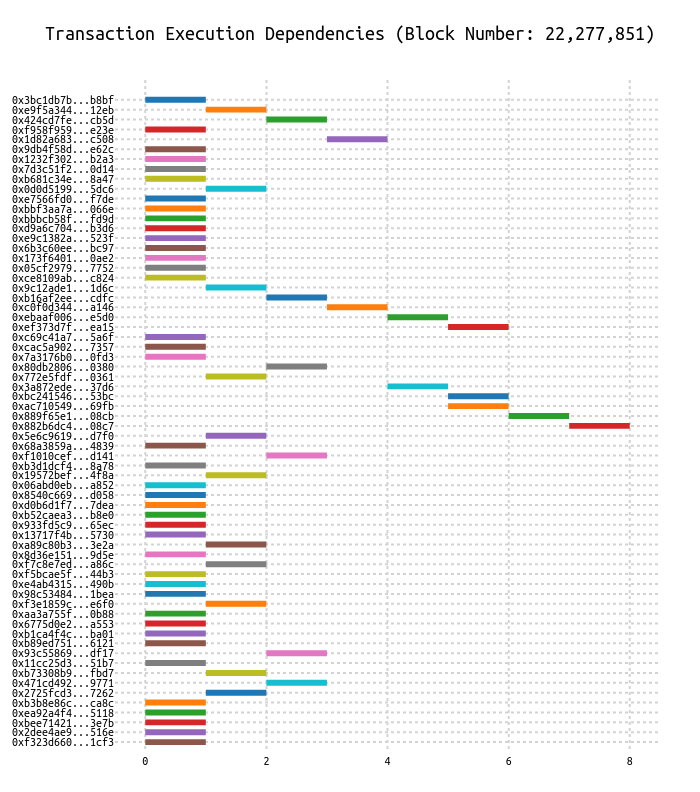 Transaction Execution Dependencies (Block Number: 22,277,851)
0x3bc1db7b...b8bf
0xe9f5a344...12eb
0x424cd7fe...cb5d
0xf958f959...e23e
0x1d82a683...c508
0x9db4f58d...e62c
0x1232f302...b2a3
0x7d3c51f2...0d14
0xb681c34e...8a47
0x0d0d5199...5dc6
0xe7566fd0...f7de
0xbbf3aa7a...066e
0xbbbcb58f...fd9d
0xd9a6c704...b3d6
0xe9c1382a...523f
0x6b3c60ee...bc97
0x173f6401...0ae2
0x05cf2979...7752
0xce8109ab...c824
0x9c12ade1...1d6c
0xb16af2ee...cdfc
0xc0f0d344...a146
0xebaaf006...e5d0
0xef373d7f...ea15
0xc69c41a7...5a6f
0xcac5a902...7357
0x7a3176b0...0fd3
0x80db2806...0380
0x772e5fdf...0361
0x3a872ede...37d6
0xbc241546...53bc
0xac710549...69fb
0x889f65e1...08cb
0x882b6dc4...08c7
0x5e6c9619...d7f0
0x68a3859a...4839
0xf1010cef...d141
0xb3d1dcf4...8a78
0x19572bef...4f8a
0x06abd0eb...a852
0x8540c669...d058
0xd0b6d1f7...7dea
0xb52caea3...b8e0
0x933fd5c9...65ec
0x13717f4b...5730
0xa89c80b3...3e2a
0x8d36e151...9d5e
0xf7c8e7ed...a86c
0xf5bcae5f...44b3
0xe4ab4315...490b
0x98c53484...1bea
0xf3e1859c...e6f0
0xaa3a755f...0b88
0x6775d0e2...a553
0xb1ca4f4c...ba01
0xb89ed751...6121
0x93c55869...df17
0x11cc25d3...51b7
0xb73308b9...fbd7
0x471cd492...9771
0x2725fcd3...7262
0xb3b8e86c...ca8c
0xea92a4f4...5118
0xbee71421...3e7b
0x2dee4ae9...516e
0xf323d660...1cf3
0 2 4 6 8